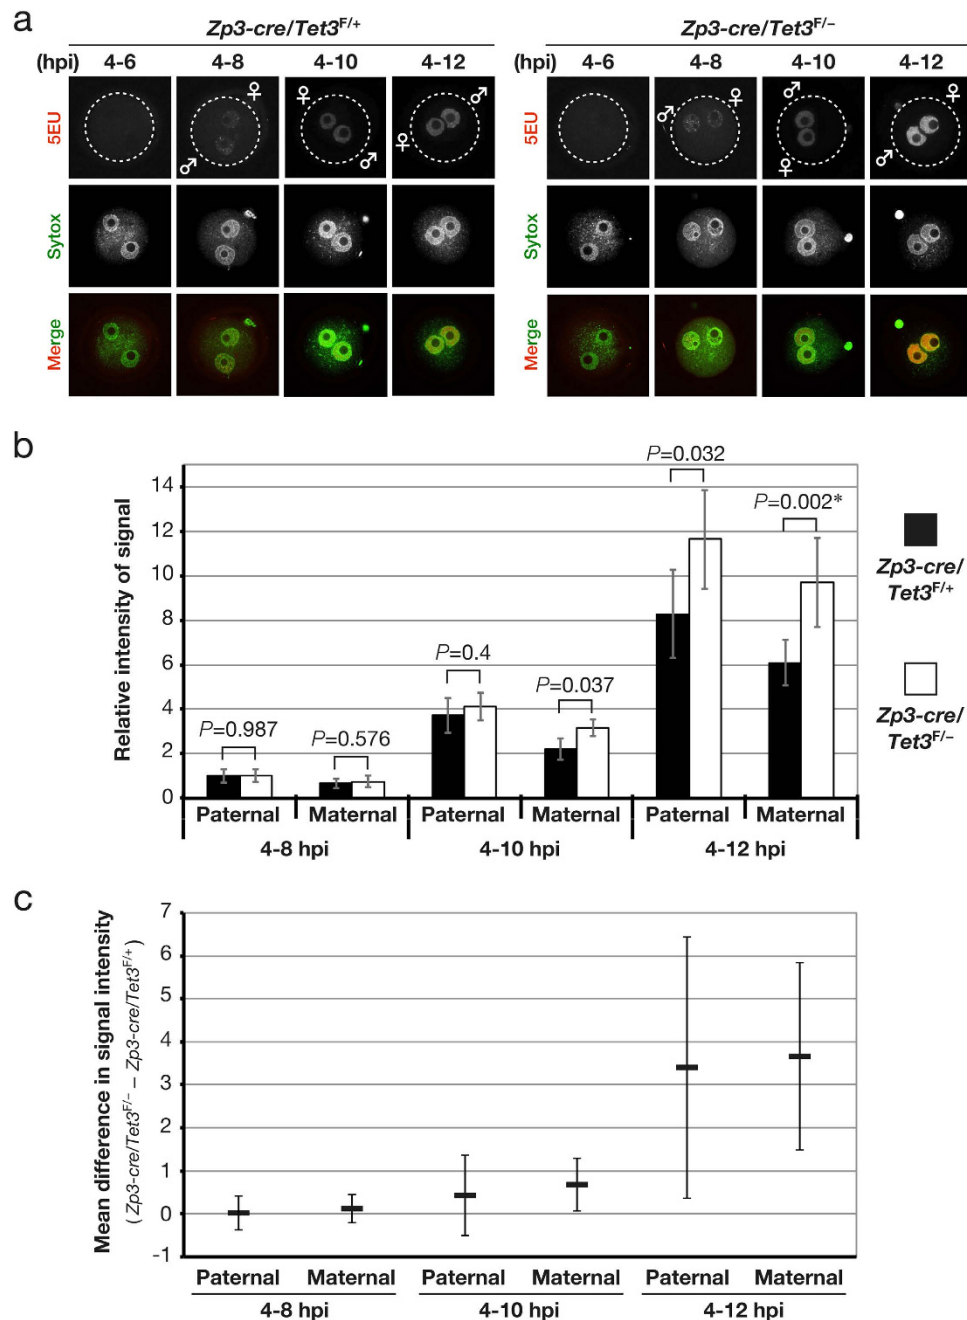 a
Zp3-cre/Tet3F/+
Zp3-cre/Tet3F/–
(hpi) 4-6 4-8 4-10 4-12 4-6 4-8 4-10 4-12
5EU
♀ ♀ ♂ ♂ ♀ ♂ ♀
♂ ♂ ♀ ♀ ♂
Sytox
Merge
b
Relative intensity of signal
14
12
10
8
6
4
2
0
P=0.987
P=0.576
P=0.4
P=0.037
P=0.032
P=0.002*
Paternal Maternal Paternal Maternal Paternal Maternal
4-8 hpi 4-10 hpi 4-12 hpi
Zp3-cre/
Tet3F/+
Zp3-cre/
Tet3F/–
c
Mean difference in signal intensity
( Zp3-cre/Tet3F/– – Zp3-cre/Tet3F/+)
7
6
5
4
3
2
1
0
-1
Paternal Maternal Paternal Maternal Paternal Maternal
4-8 hpi 4-10 hpi 4-12 hpi